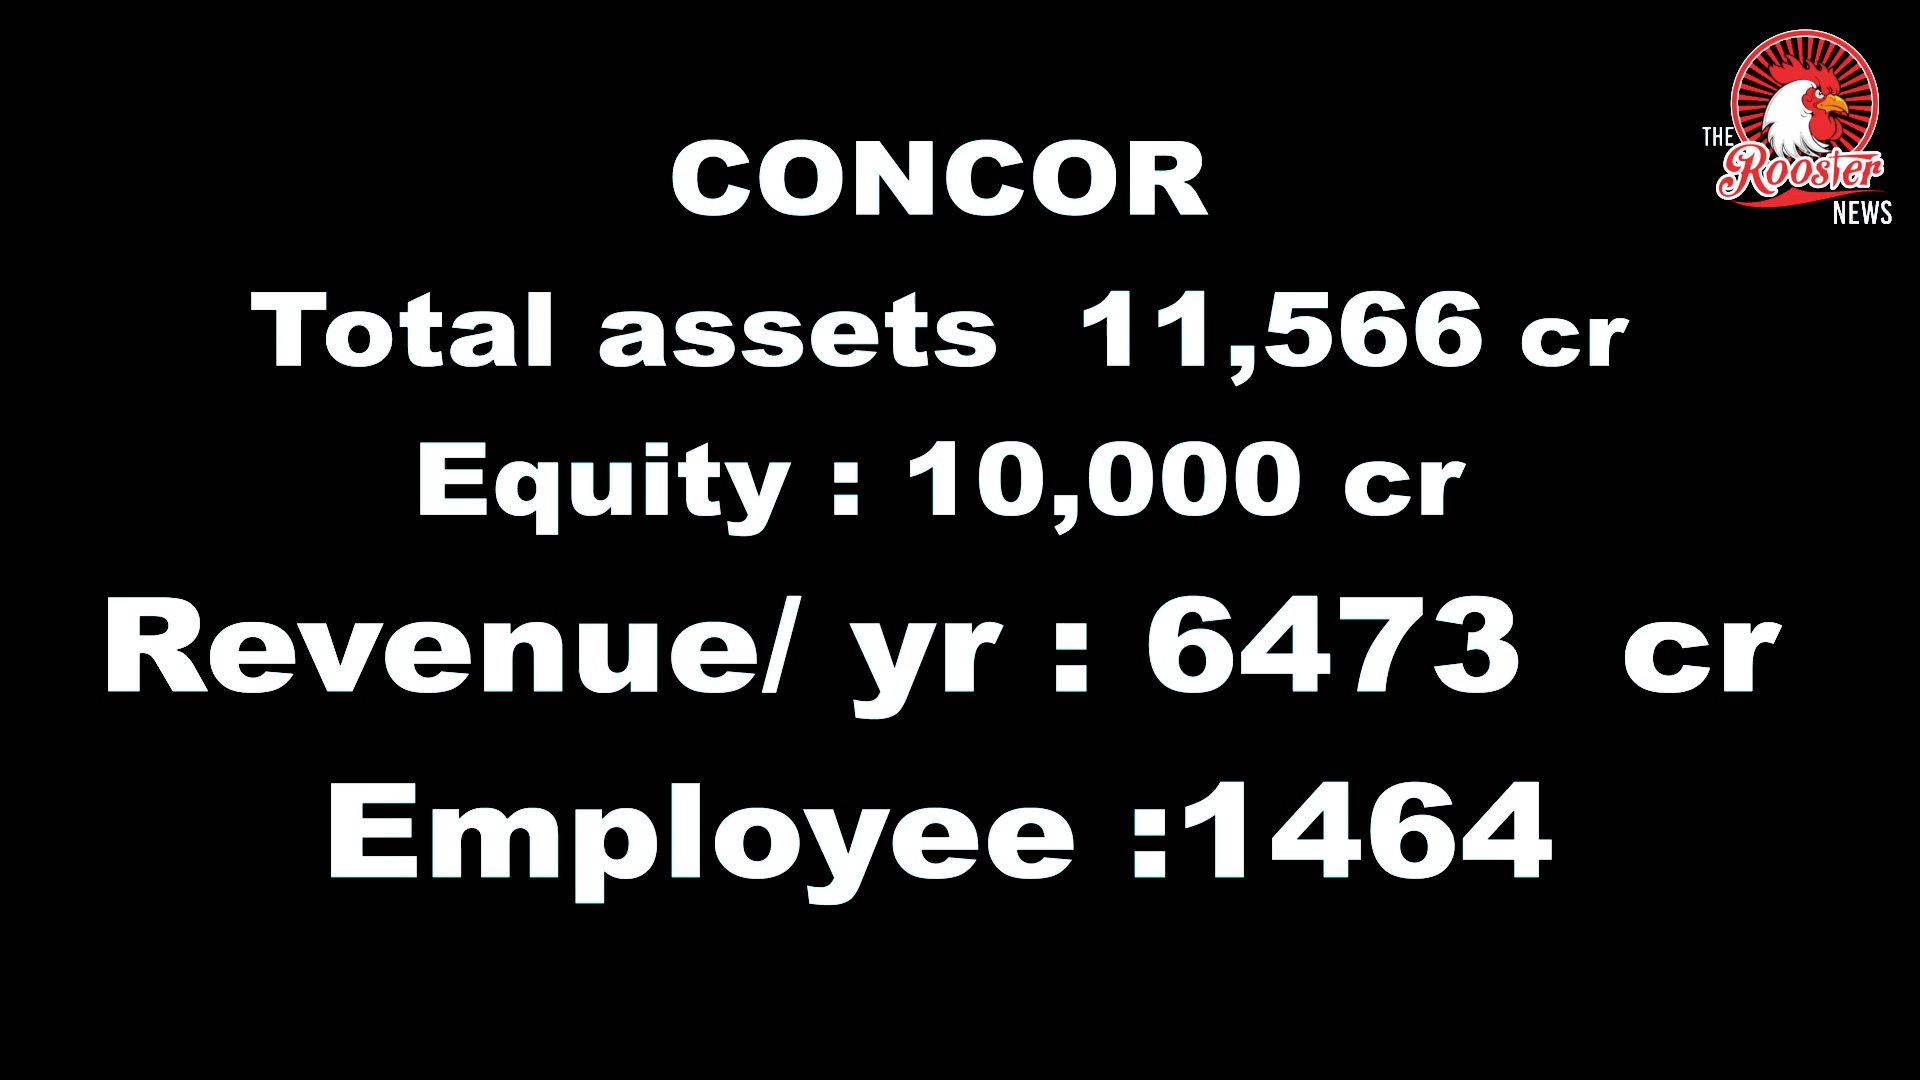 THE
Rooster
NEWS
CONCOR
Total assets 11,566 cr
Equity : 10,000 cr
Revenue/ yr : 6473 cr
Employee :1464